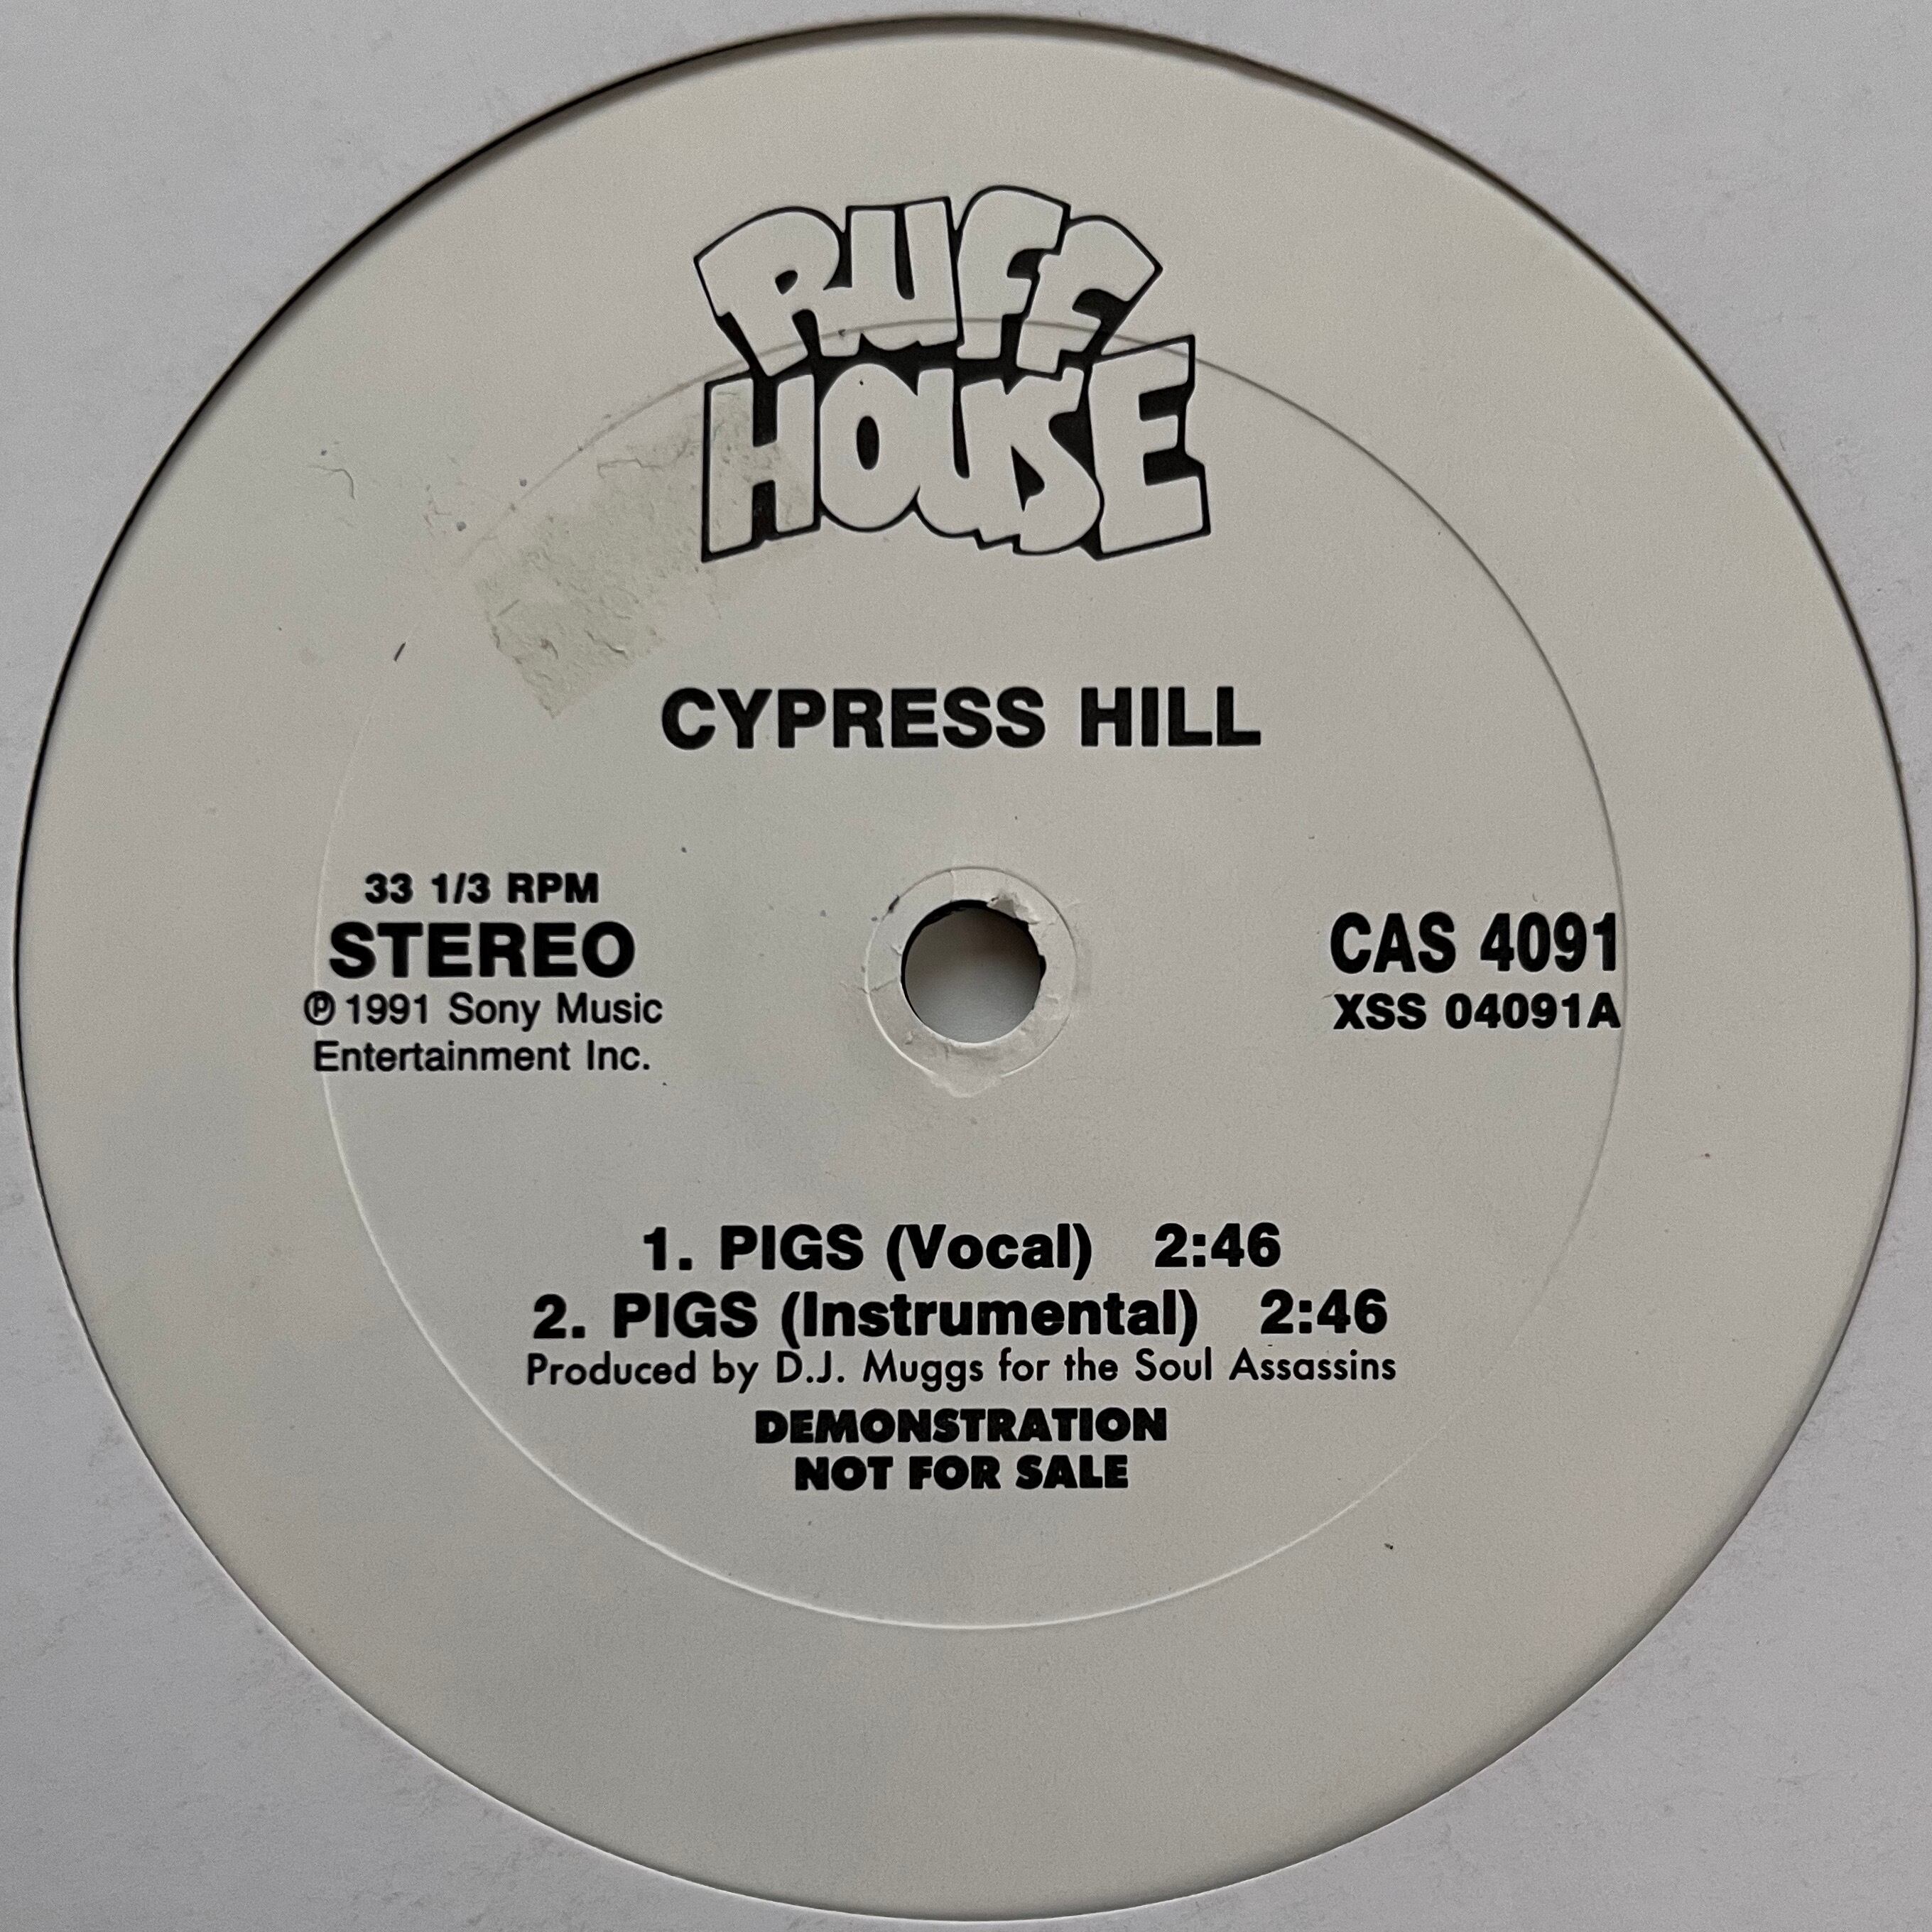 RUFF
HOUSE
CYPRESS HILL
33 1/3 RPM
STEREO
℗ 1991 Sony Music
Entertainment Inc.
CAS 4091
XSS 04091A
1. PIGS (Vocal) 2:46
2. PIGS (Instrumental) 2:46
Produced by D.J. Muggs for the Soul Assassins
DEMONSTRATION
NOT FOR SALE